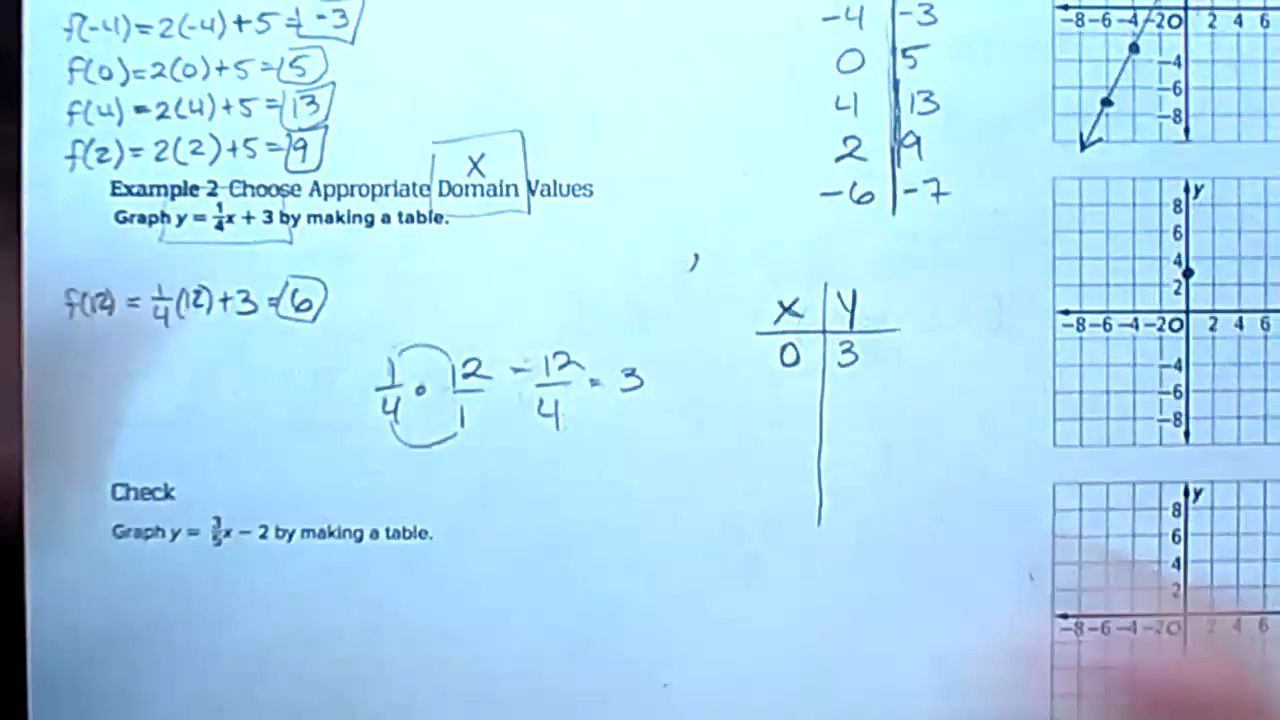 f(-4) = 2(-4) + 5 = -3
f(0) = 2(0) + 5 = 5
f(4) = 2(4) + 5 = 13
f(2) = 2(2) + 5 = 9
-4 -3
0 5
4 13
2 9
-6 -7
-8 -6 -4 -2 O 2 4 6
-4
-6
-8
X
Example 2 Choose Appropriate Domain Values
Graph y = 1/4x + 3 by making a table.
f(12) = 1/4(12) + 3 = 6
1/4 · 12/1 = 12/4 = 3
X Y
0 3
y
8
6
4
2
-8 -6 -4 -2 O 2 4 6
-4
-6
-8
Check
Graph y = 3/5x − 2 by making a table.
y
8
6
4
2
-8 -6 -4 -2 O 2 4 6